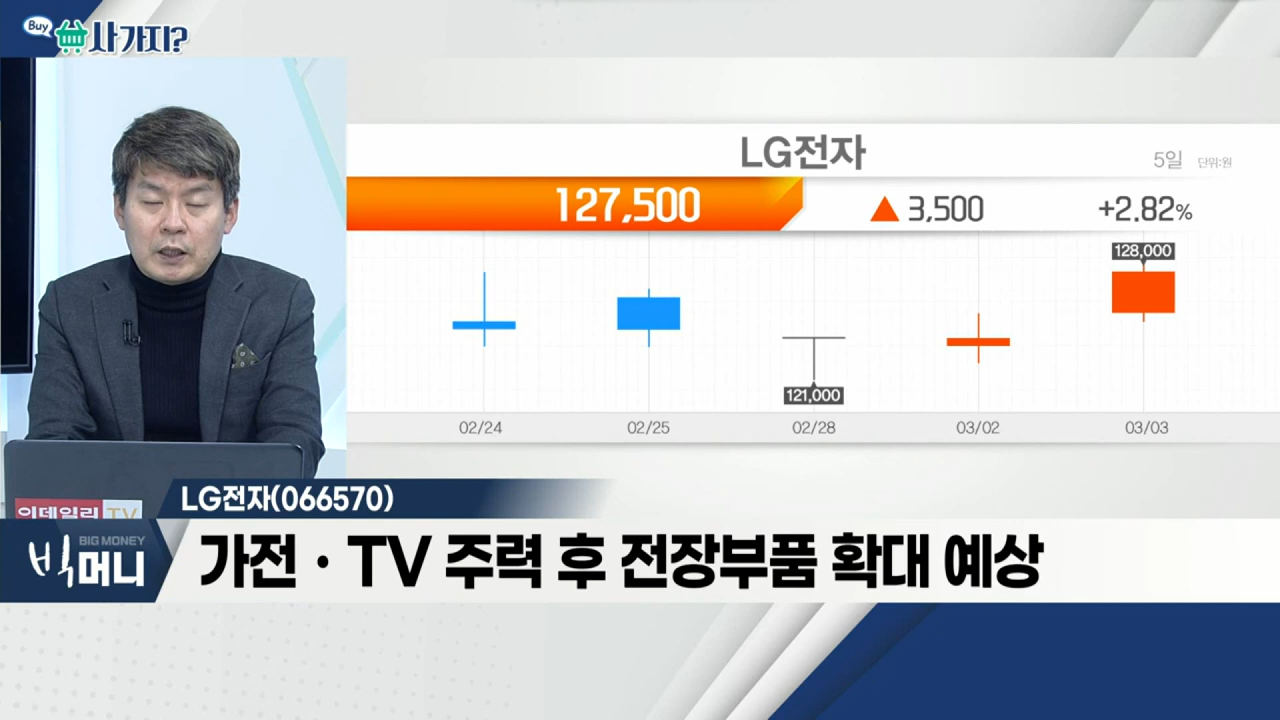 Buy
사가지?
LG전자
5일 단위:원
127,500 ▲ 3,500 +2.82%
128,000
121,000
02/24 02/25 02/28 03/02 03/03
LG전자(066570)
이데일리 TV
BIG MONEY
빅머니
가전 · TV 주력 후 전장부품 확대 예상